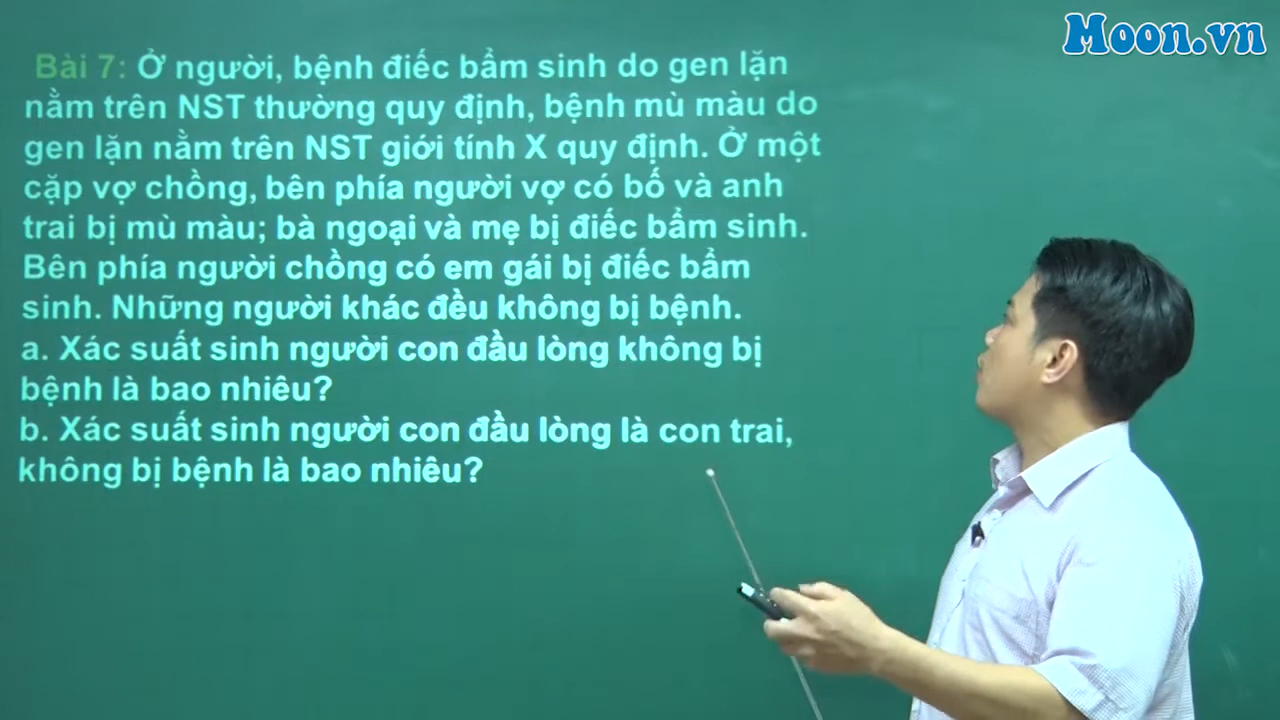 Moon.vn
Bài 7: Ở người, bệnh điếc bẩm sinh do gen lặn
nằm trên NST thường quy định, bệnh mù màu do
gen lặn nằm trên NST giới tính X quy định. Ở một
cặp vợ chồng, bên phía người vợ có bố và anh
trai bị mù màu; bà ngoại và mẹ bị điếc bẩm sinh.
Bên phía người chồng có em gái bị điếc bẩm
sinh. Những người khác đều không bị bệnh.
a. Xác suất sinh người con đầu lòng không bị
bệnh là bao nhiêu?
b. Xác suất sinh người con đầu lòng là con trai,
không bị bệnh là bao nhiêu?